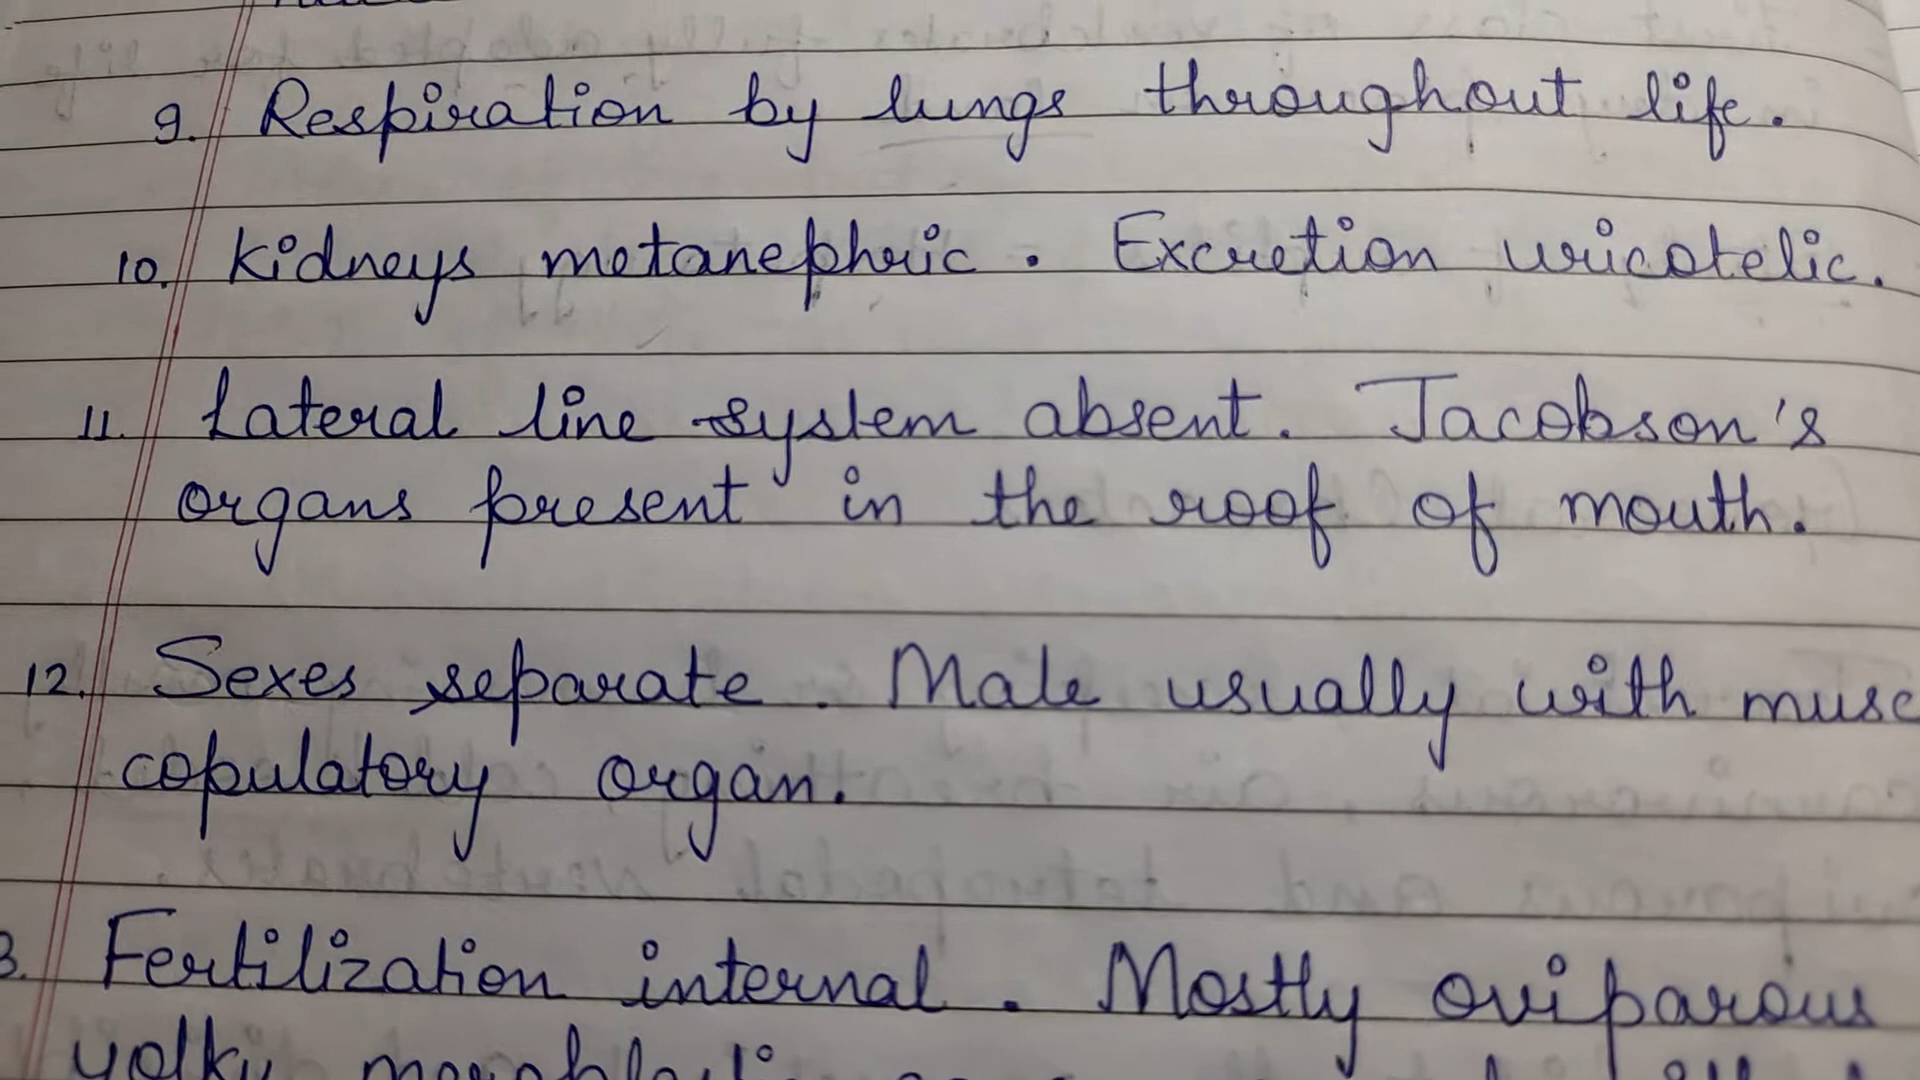 9. Respiration by lungs throughout life.
10. Kidneys metanephric. Excretion uricotelic.
11. Lateral line system absent. Jacobson's
organs present in the roof of mouth.
12. Sexes separate. Male usually with musc
copulatory organ.
3. Fertilization internal. Mostly oviparous
yolky